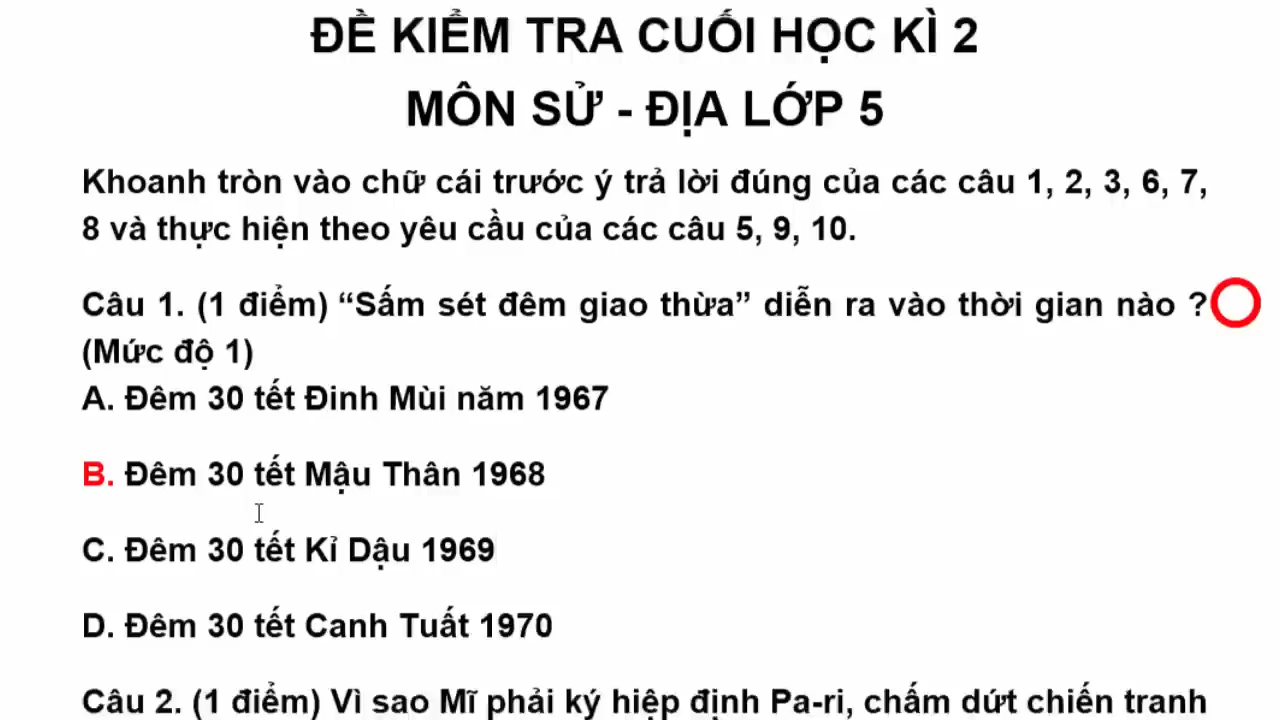 ĐỀ KIỂM TRA CUỐI HỌC KÌ 2
MÔN SỬ - ĐỊA LỚP 5
Khoanh tròn vào chữ cái trước ý trả lời đúng của các câu 1, 2, 3, 6, 7,
8 và thực hiện theo yêu cầu của các câu 5, 9, 10.
Câu 1. (1 điểm) “Sấm sét đêm giao thừa” diễn ra vào thời gian nào ?
(Mức độ 1)
A. Đêm 30 tết Đinh Mùi năm 1967
B. Đêm 30 tết Mậu Thân 1968
C. Đêm 30 tết Kỉ Dậu 1969
D. Đêm 30 tết Canh Tuất 1970
Câu 2. (1 điểm) Vì sao Mĩ phải ký hiệp định Pa-ri, chấm dứt chiến tranh